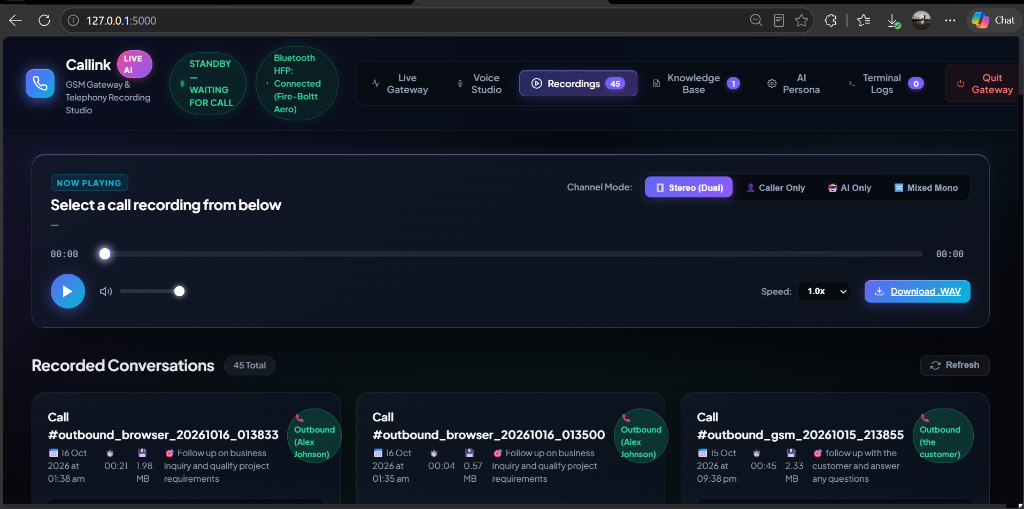 127.0.0.1:5000
Chat
Callink
LIVE
AI
GSM Gateway &
Telephony Recording
Studio
STANDBY
—
WAITING
FOR CALL
Bluetooth
HFP:
Connected
(Fire-Boltt
Aero)
Live
Gateway
Voice
Studio
Recordings 45
Knowledge
Base 1
AI
Persona
Terminal
Logs 0
Quit
Gateway
NOW PLAYING
Select a call recording from below
—
Channel Mode:
Stereo (Dual)
Caller Only
AI Only
Mixed Mono
00:00
00:00
Speed: 1.0x
Download .WAV
Recorded Conversations 45 Total
Refresh
Call
#outbound_browser_20261016_013833
Outbound
(Alex
Johnson)
16 Oct
2026 at
01:38 am
00:21
1.98
MB
Follow up on business
inquiry and qualify project
requirements
Call
#outbound_browser_20261016_013500
Outbound
(Alex
Johnson)
16 Oct
2026 at
01:35 am
00:04
0.57
MB
Follow up on business
inquiry and qualify project
requirements
Call
#outbound_gsm_20261015_213855
Outbound
(the
customer)
15 Oct
2026 at
09:38 pm
00:45
2.33
MB
follow up with the
customer and answer
any questions